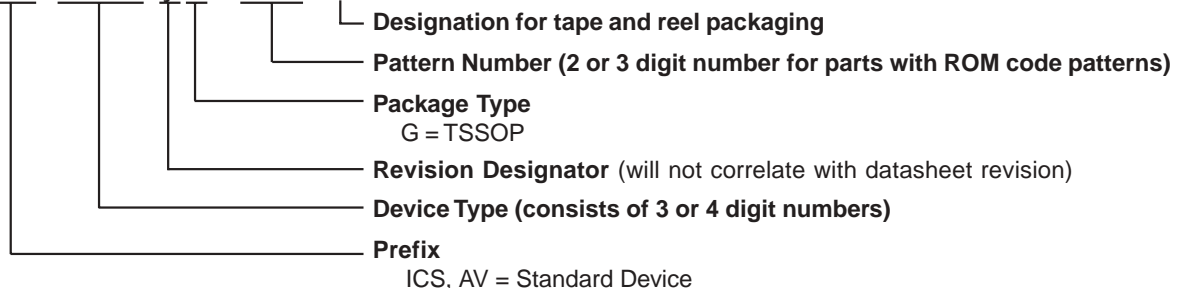 Designation for tape and reel packaging
Pattern Number (2 or 3 digit number for parts with ROM code patterns)
Package Type
G = TSSOP
Revision Designator (will not correlate with datasheet revision)
Device Type (consists of 3 or 4 digit numbers)
Prefix
ICS, AV = Standard Device